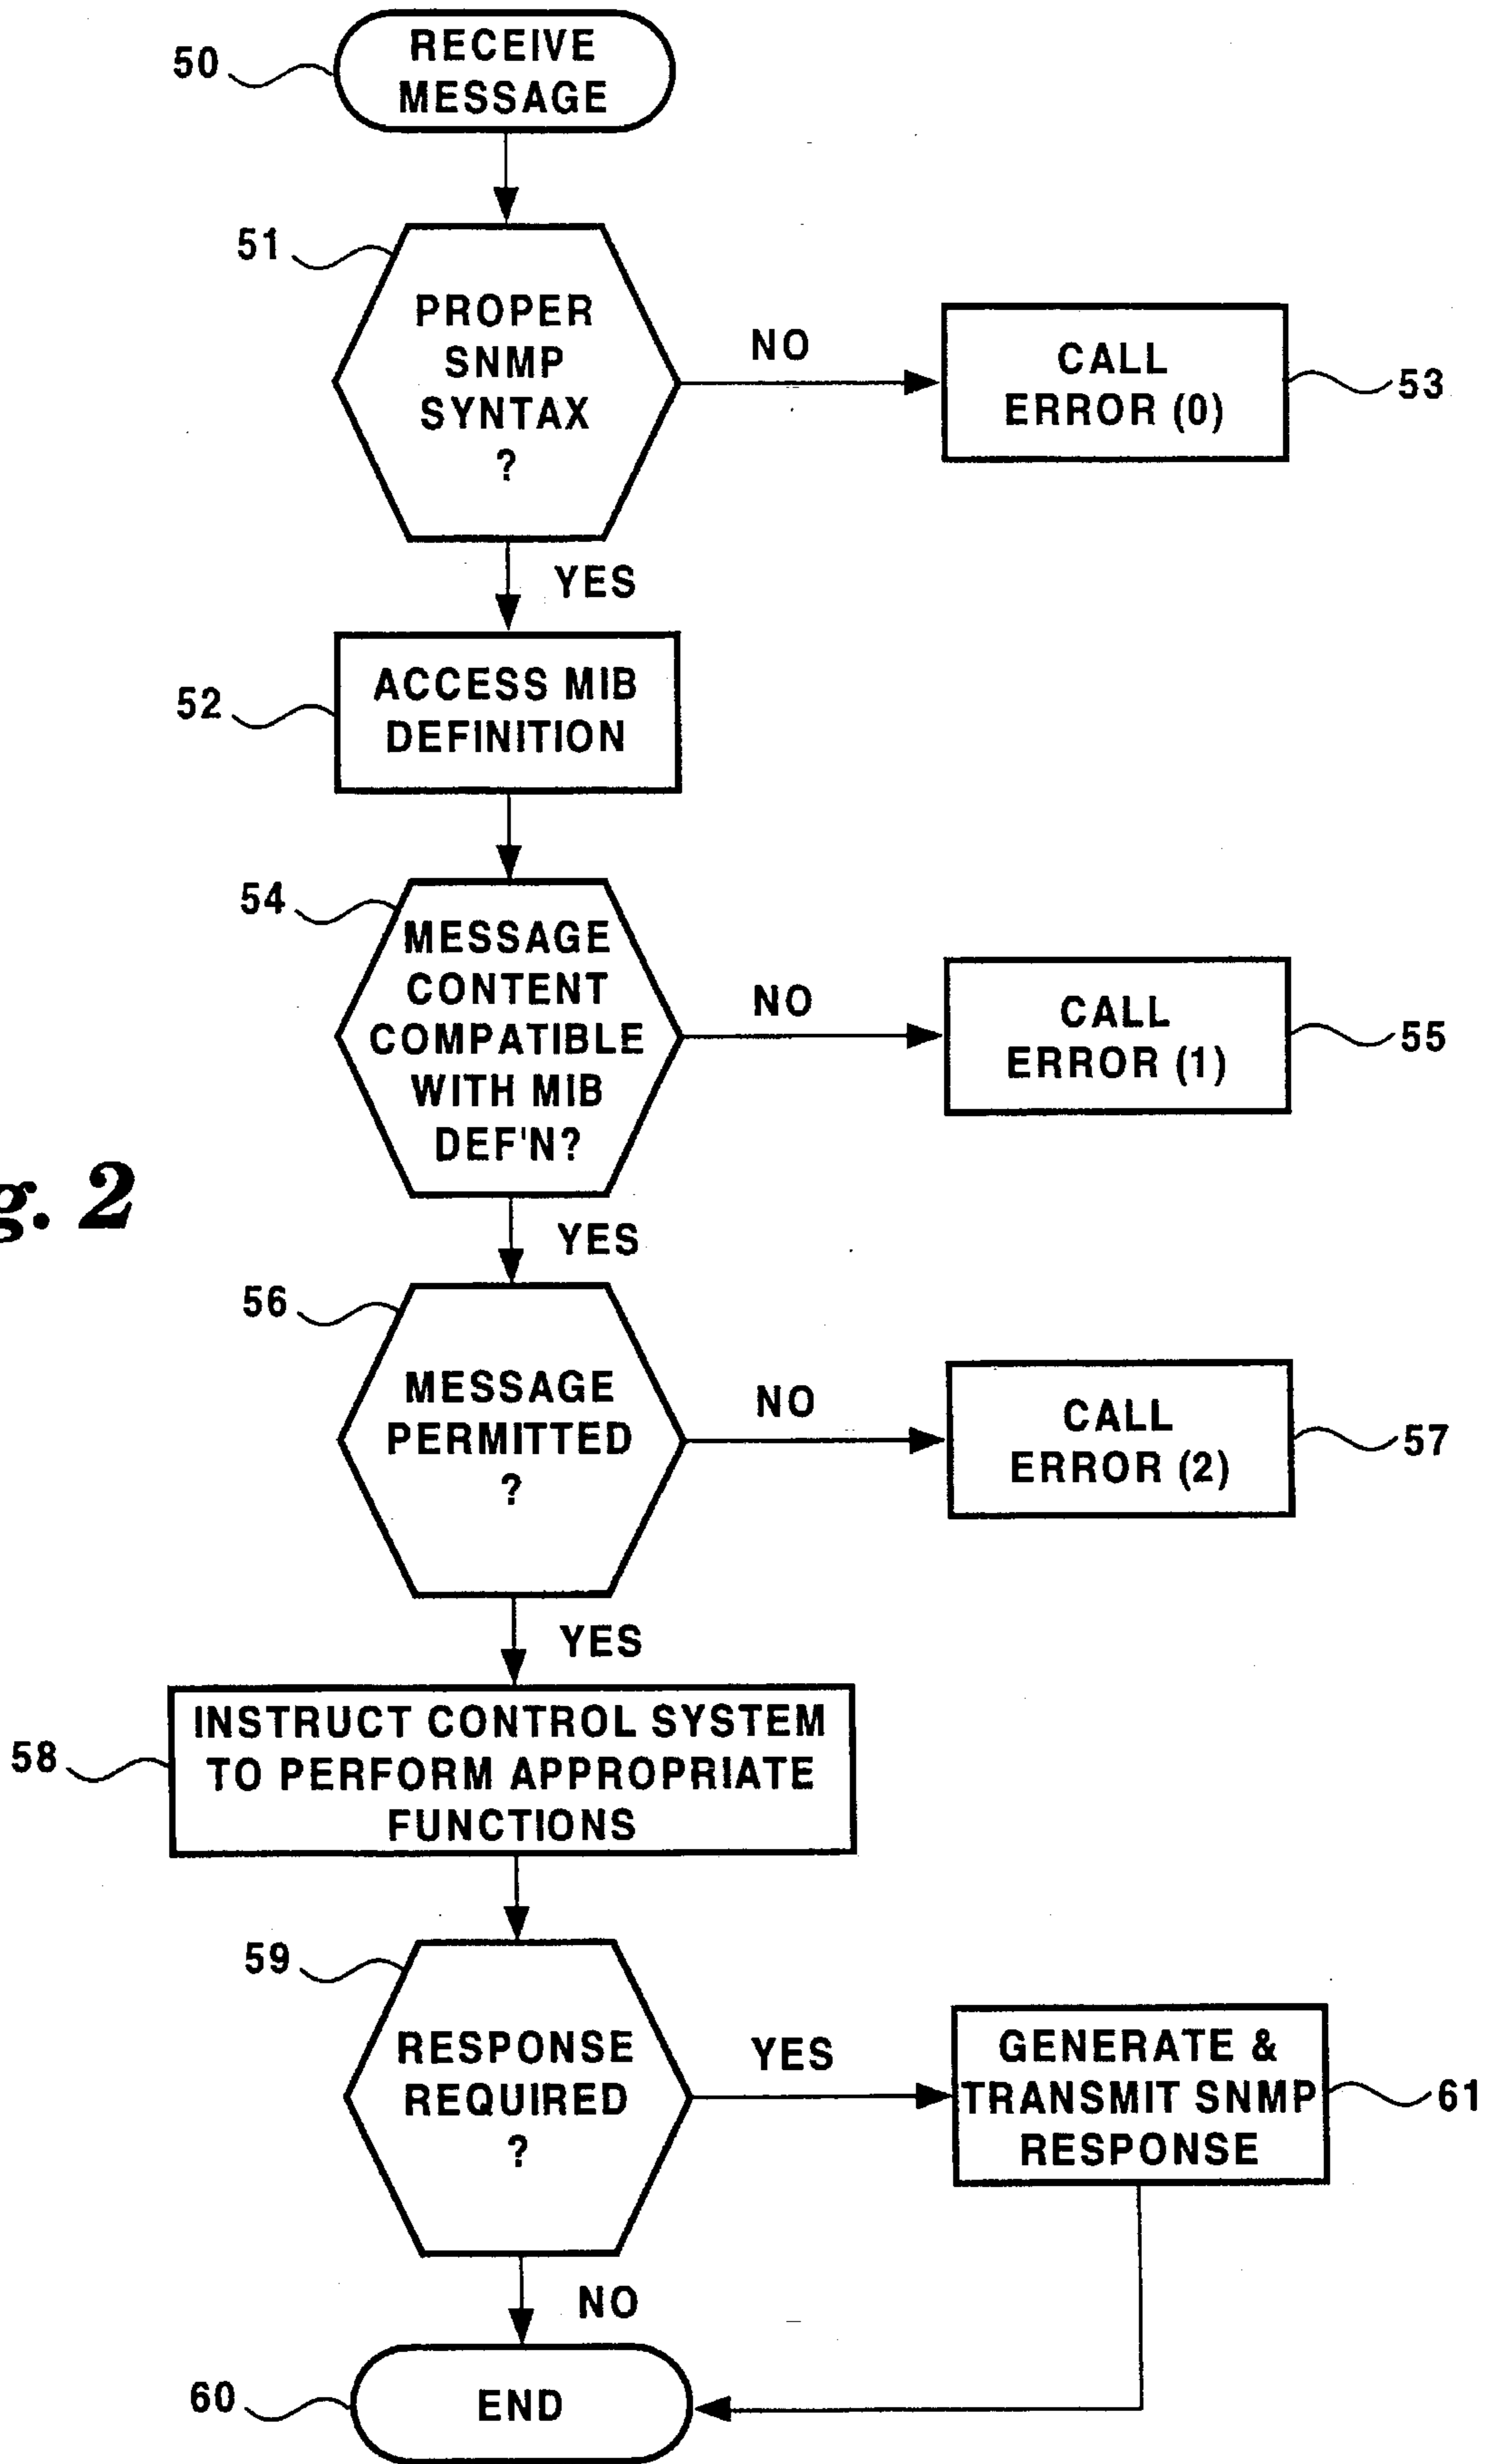 50
RECEIVE
MESSAGE
51
PROPER
SNMP
SYNTAX
?
NO
CALL
ERROR (0)
53
YES
52
ACCESS MIB
DEFINITION
54
MESSAGE
CONTENT
COMPATIBLE
WITH MIB
DEF'N?
NO
CALL
ERROR (1)
55
g. 2
YES
56
MESSAGE
PERMITTED
?
NO
CALL
ERROR (2)
57
YES
58
INSTRUCT CONTROL SYSTEM
TO PERFORM APPROPRIATE
FUNCTIONS
59
RESPONSE
REQUIRED
?
YES
GENERATE &
TRANSMIT SNMP
RESPONSE
61
NO
60
END